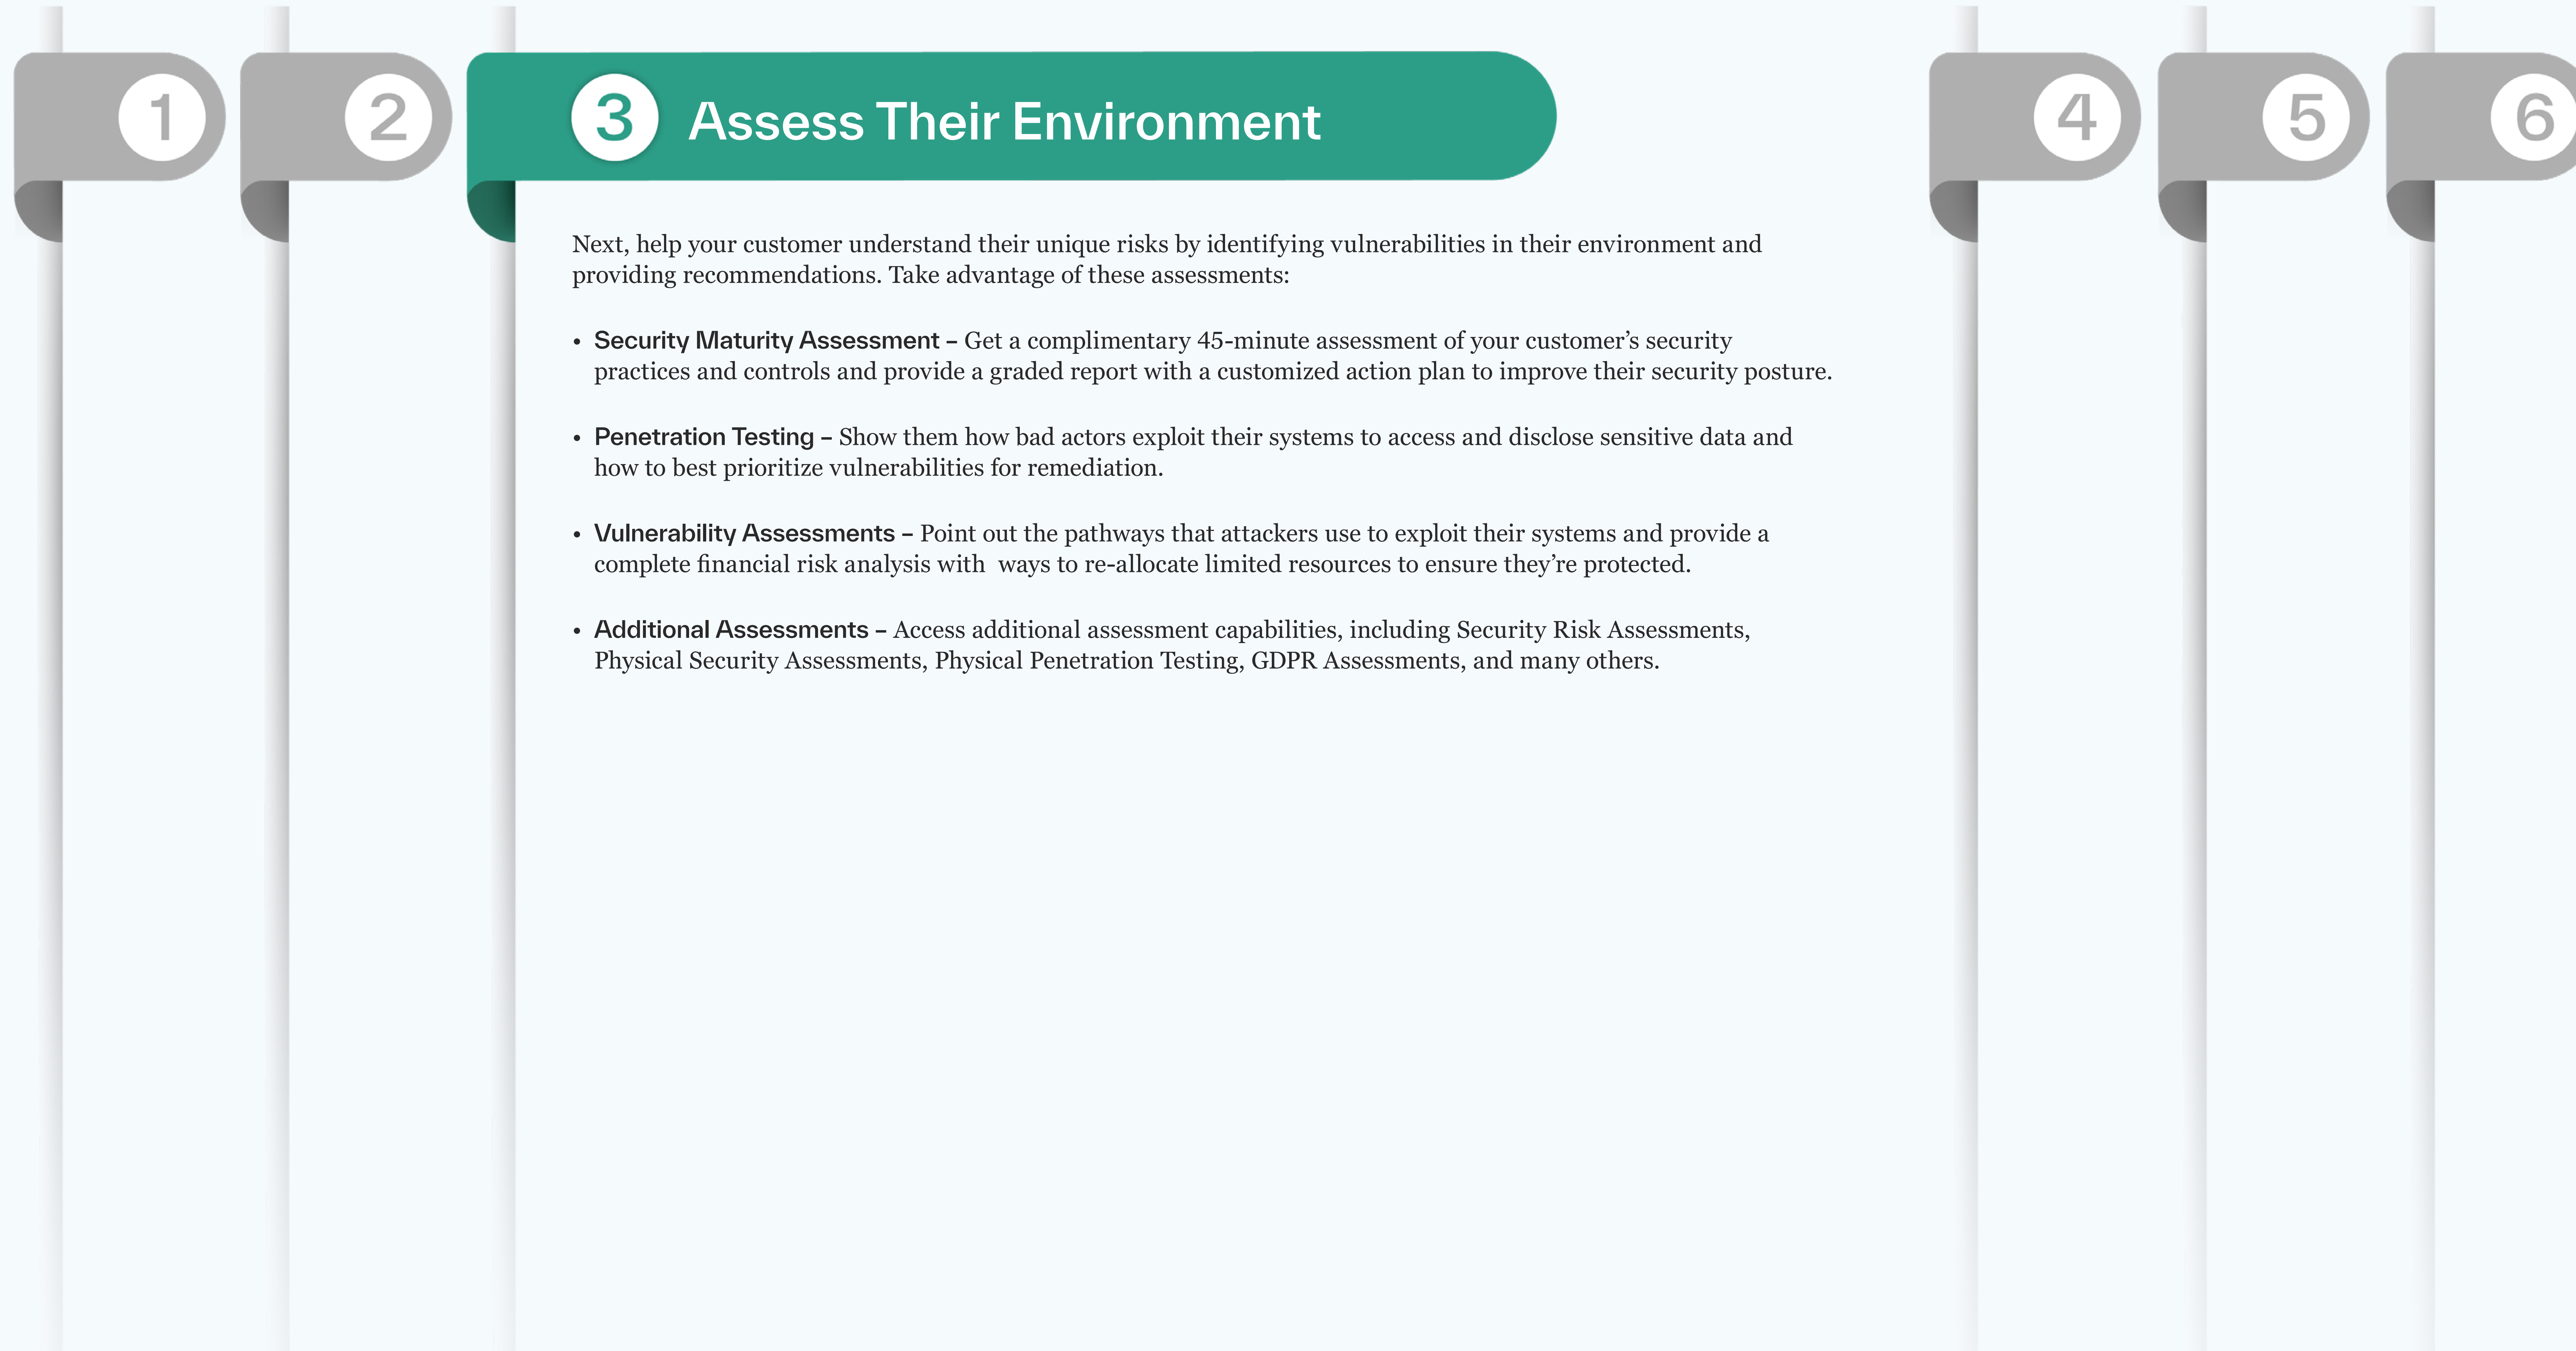 1
2
3 Assess Their Environment
4
5
6
Next, help your customer understand their unique risks by identifying vulnerabilities in their environment and
providing recommendations. Take advantage of these assessments:
• Security Maturity Assessment – Get a complimentary 45-minute assessment of your customer’s security
practices and controls and provide a graded report with a customized action plan to improve their security posture.
• Penetration Testing – Show them how bad actors exploit their systems to access and disclose sensitive data and
how to best prioritize vulnerabilities for remediation.
• Vulnerability Assessments – Point out the pathways that attackers use to exploit their systems and provide a
complete financial risk analysis with  ways to re-allocate limited resources to ensure they’re protected.
• Additional Assessments – Access additional assessment capabilities, including Security Risk Assessments,
Physical Security Assessments, Physical Penetration Testing, GDPR Assessments, and many others.